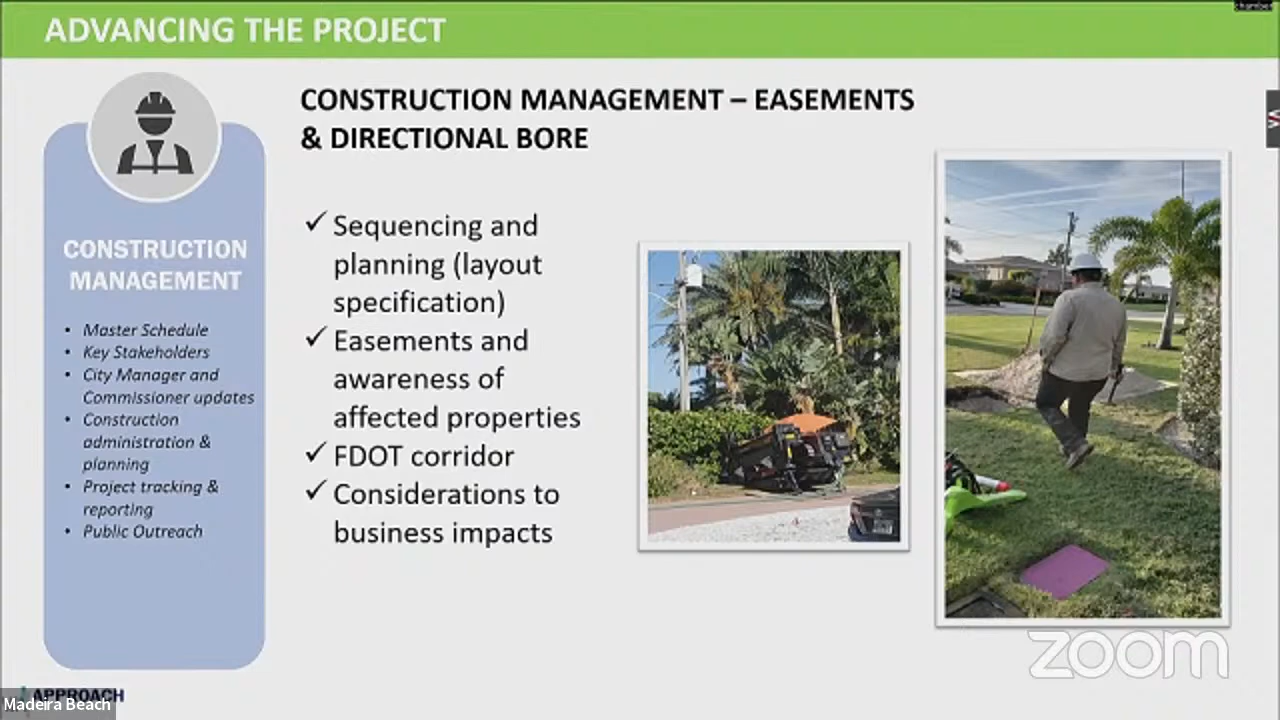 chamber
ADVANCING THE PROJECT
CONSTRUCTION
MANAGEMENT
• Master Schedule
• Key Stakeholders
• City Manager and
Commissioner updates
• Construction
administration &
planning
• Project tracking &
reporting
• Public Outreach
CONSTRUCTION MANAGEMENT – EASEMENTS
& DIRECTIONAL BORE
✓ Sequencing and
planning (layout
specification)
✓ Easements and
awareness of
affected properties
✓ FDOT corridor
✓ Considerations to
business impacts
zoom
APPROACH
Madeira Beach